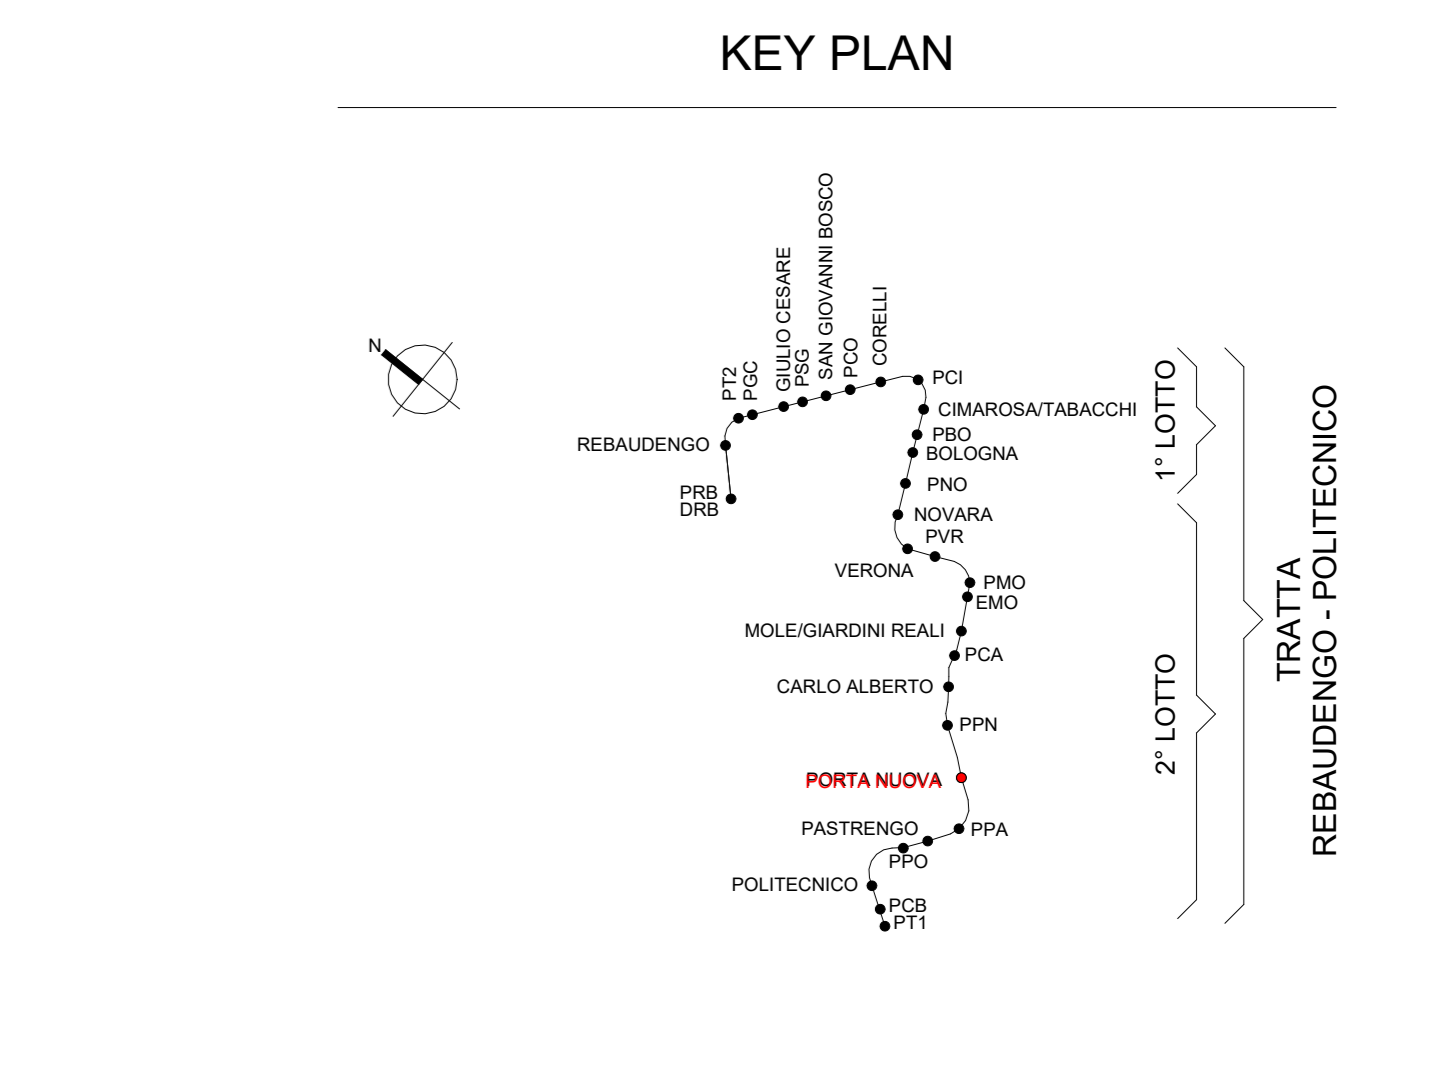 KEY PLAN
N
PT2
PGC
GIULIO CESARE
PSG
SAN GIOVANNI BOSCO
PCO
CORELLI
PCI
CIMAROSA/TABACCHI
PBO
BOLOGNA
REBAUDENGO
PRB
DRB
PNO
NOVARA
PVR
VERONA
PMO
EMO
MOLE/GIARDINI REALI
PCA
CARLO ALBERTO
PPN
PORTA NUOVA
PASTRENGO
PPA
PPO
POLITECNICO
PCB
PT1
1° LOTTO
2° LOTTO
TRATTA
REBAUDENGO - POLITECNICO